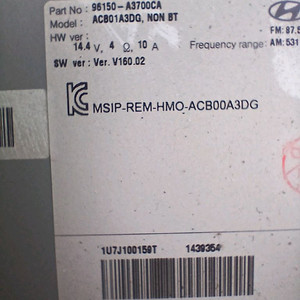 Part No : 96150-A3700CA
Model : ACB01A3DG, NON BT
HW ver :
14.4 V, 4 Ω, 10 A
Frequency range:
FM: 87.5
AM: 531
SW ver : Ver. V160.02
MSIP-REM-HMO-ACB00A3DG
1U7J100159T 1439354